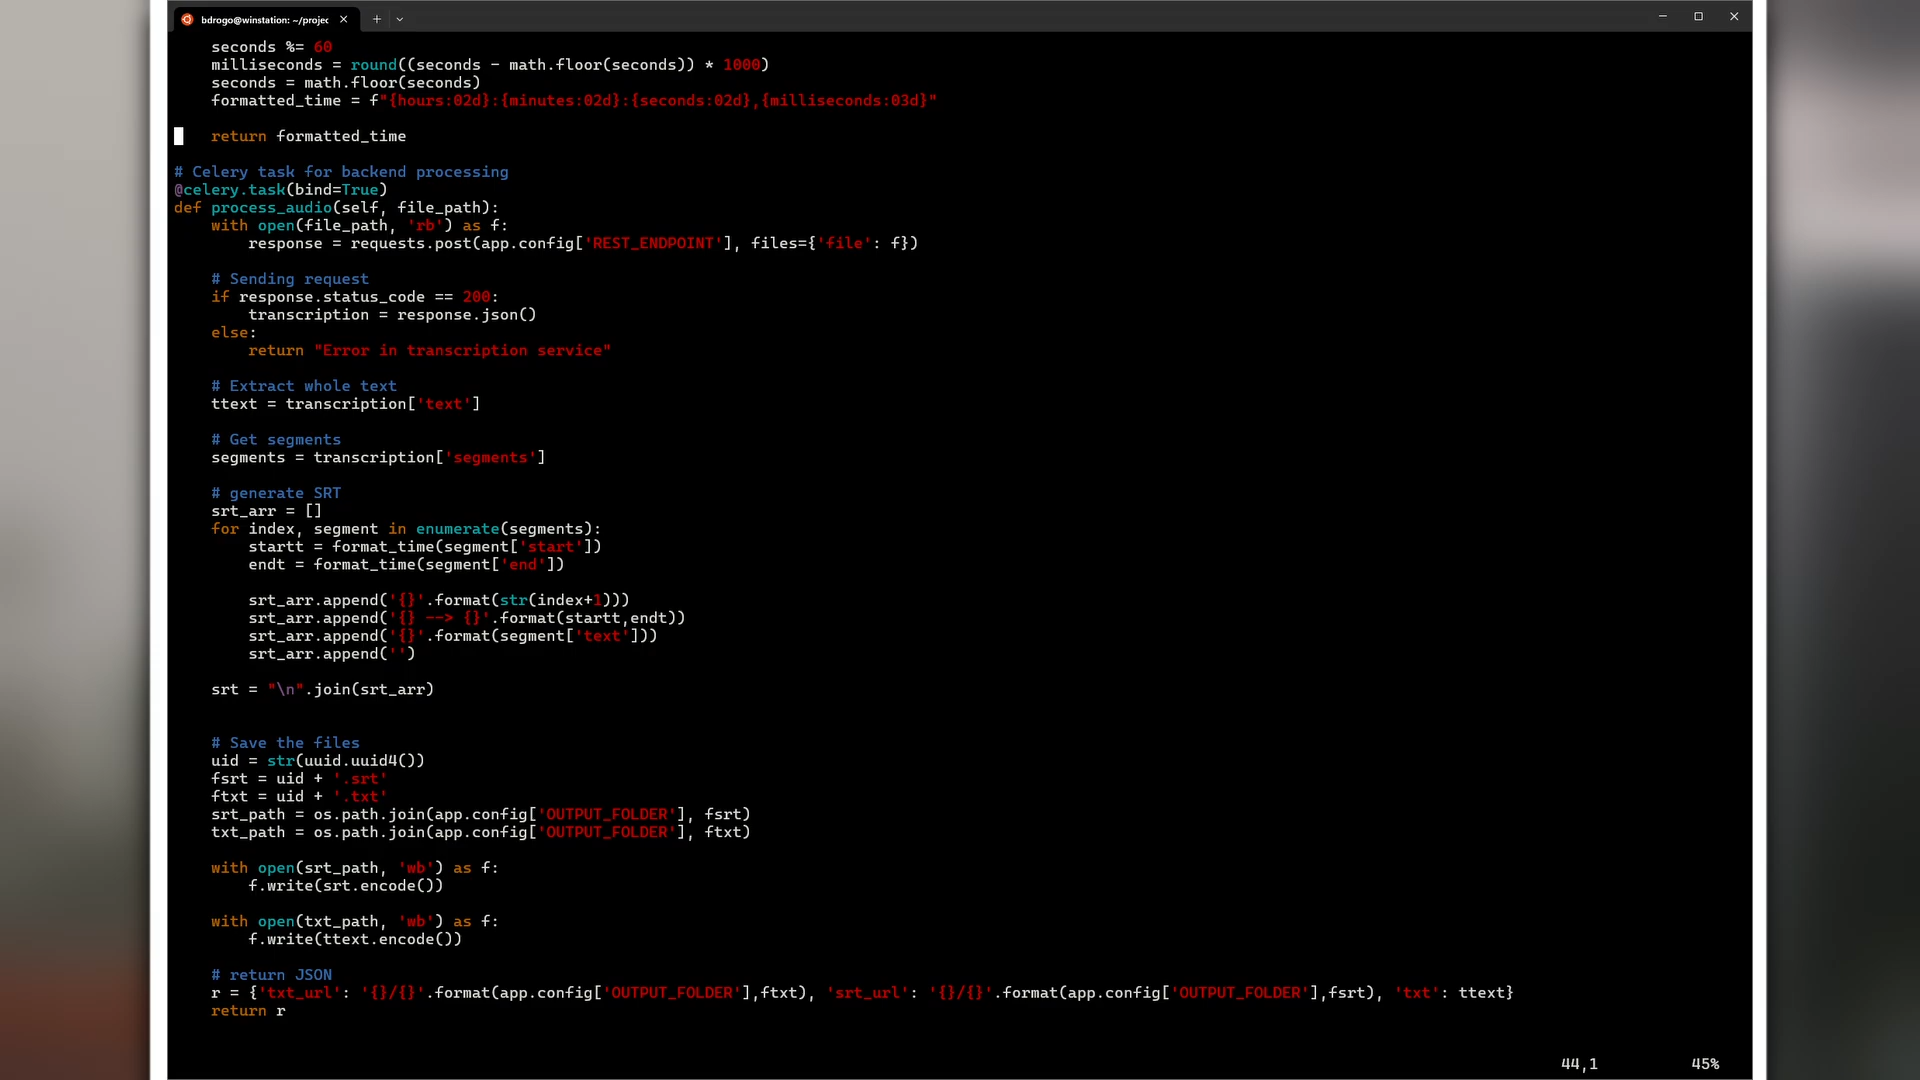 bdrogo@winstation: ~/projec
seconds %= 60
milliseconds = round((seconds - math.floor(seconds)) * 1000)
seconds = math.floor(seconds)
formatted_time = f"{hours:02d}:{minutes:02d}:{seconds:02d},{milliseconds:03d}"
return formatted_time
# Celery task for backend processing
@celery.task(bind=True)
def process_audio(self, file_path):
with open(file_path, 'rb') as f:
response = requests.post(app.config['REST_ENDPOINT'], files={'file': f})
# Sending request
if response.status_code == 200:
transcription = response.json()
else:
return "Error in transcription service"
# Extract whole text
ttext = transcription['text']
# Get segments
segments = transcription['segments']
# generate SRT
srt_arr = []
for index, segment in enumerate(segments):
startt = format_time(segment['start'])
endt = format_time(segment['end'])
srt_arr.append('{}'.format(str(index+1)))
srt_arr.append('{} --> {}'.format(startt,endt))
srt_arr.append('{}'.format(segment['text']))
srt_arr.append('')
srt = "\n".join(srt_arr)
# Save the files
uid = str(uuid.uuid4())
fsrt = uid + '.srt'
ftxt = uid + '.txt'
srt_path = os.path.join(app.config['OUTPUT_FOLDER'], fsrt)
txt_path = os.path.join(app.config['OUTPUT_FOLDER'], ftxt)
with open(srt_path, 'wb') as f:
f.write(srt.encode())
with open(txt_path, 'wb') as f:
f.write(ttext.encode())
# return JSON
r = {'txt_url': '{}/{}'.format(app.config['OUTPUT_FOLDER'],ftxt), 'srt_url': '{}/{}'.format(app.config['OUTPUT_FOLDER'],fsrt), 'txt': ttext}
return r
44,1 45%